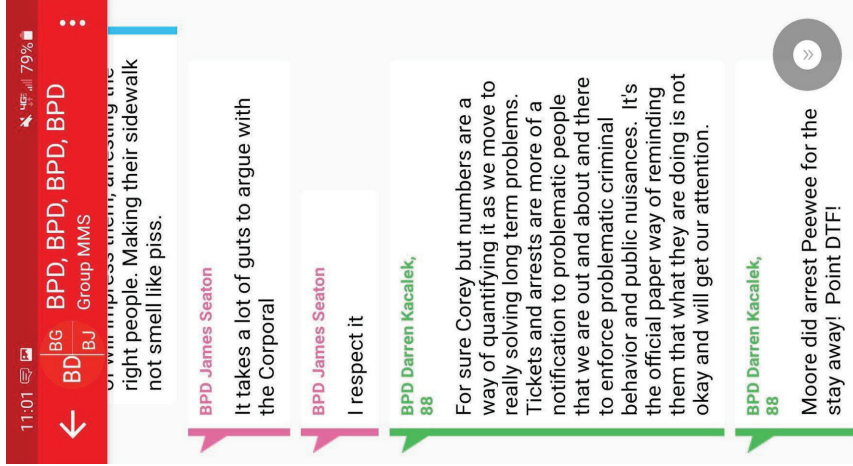 11:01
4GE 79%
BD BG BJ
BPD, BPD, BPD, BPD
Group MMS
right people. Making their sidewalk
not smell like piss.
BPD James Seaton
It takes a lot of guts to argue with
the Corporal
BPD James Seaton
I respect it
BPD Darren Kacalek,
88
For sure Corey but numbers are a
way of quantifying it as we move to
really solving long term problems.
Tickets and arrests are more of a
notification to problematic people
that we are out and about and there
to enforce problematic criminal
behavior and public nuisances. It's
the official paper way of reminding
them that what they are doing is not
okay and will get our attention.
BPD Darren Kacalek,
88
Moore did arrest Peewee for the
stay away! Point DTF!